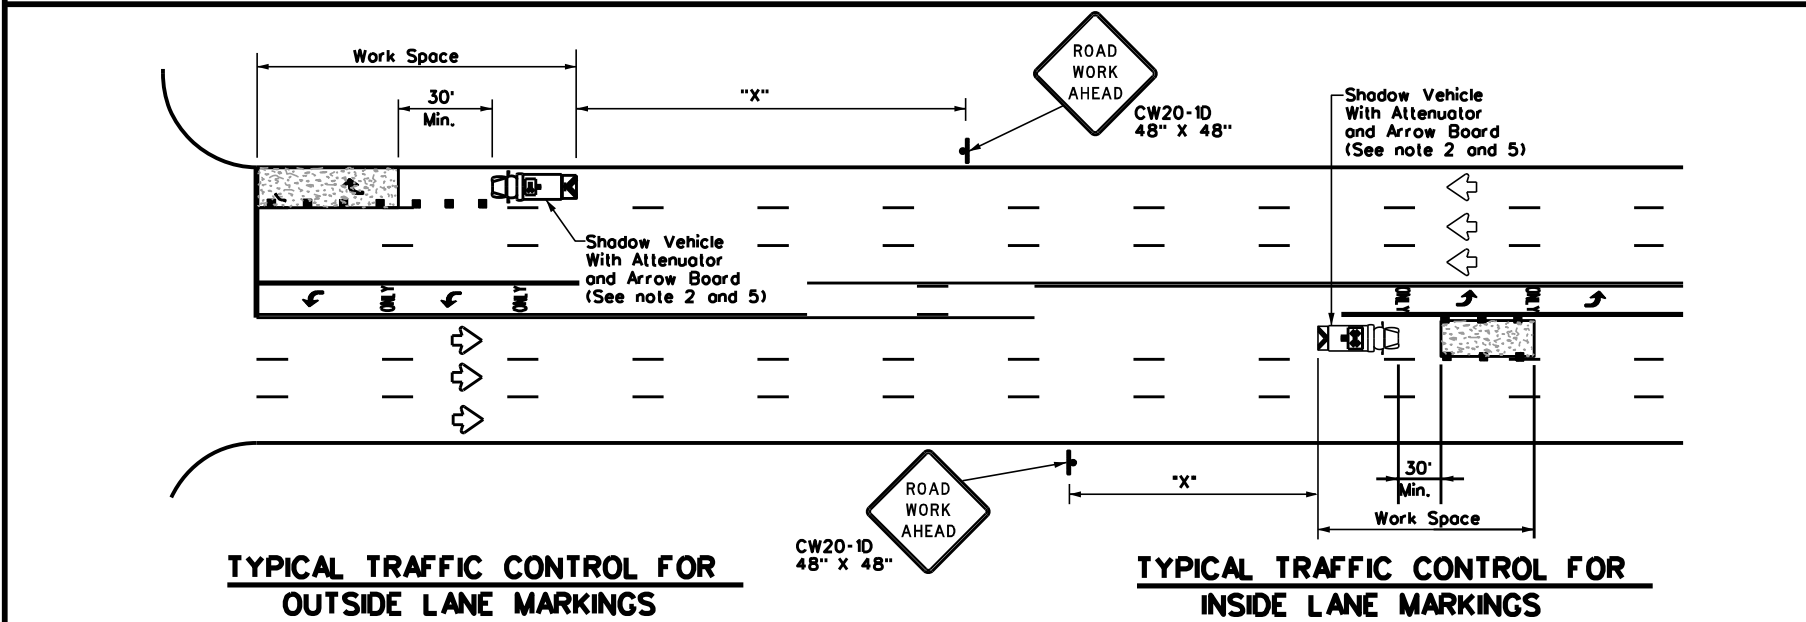 Work Space
30'
Min.
"X"
ROAD
WORK
AHEAD
CW20-1D
48" X 48"
Shadow Vehicle
With Attenuator
and Arrow Board
(See note 2 and 5)
Shadow Vehicle
With Attenuator
and Arrow Board
(See note 2 and 5)
ONLY
ONLY
ONLY
ONLY
ROAD
WORK
AHEAD
CW20-1D
48" X 48"
"X"
30'
Min.
Work Space
TYPICAL TRAFFIC CONTROL FOR
OUTSIDE LANE MARKINGS
TYPICAL TRAFFIC CONTROL FOR
INSIDE LANE MARKINGS